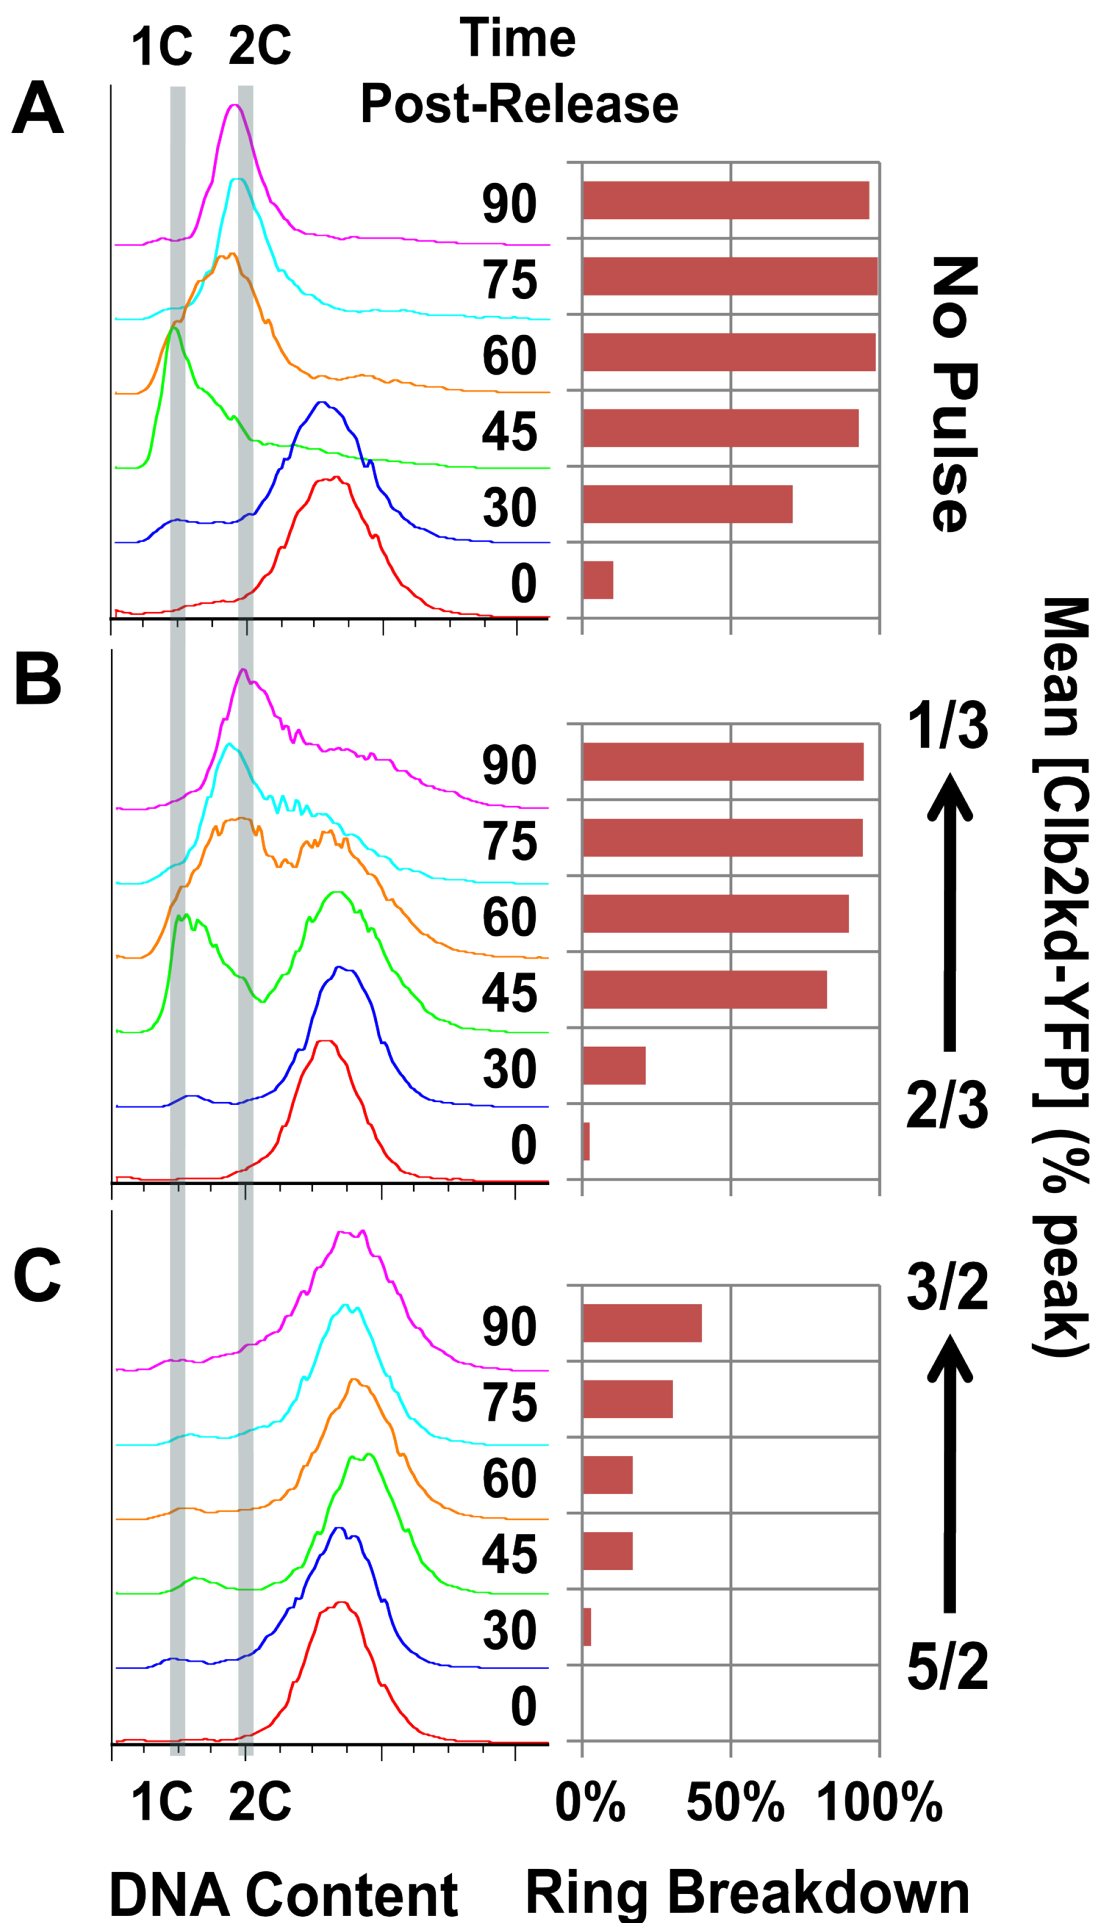 1C 2C Time
Post-Release
A
90
75
60
45
30
0
No Pulse
B
90
75
60
45
30
0
1/3
2/3
Mean [Clb2kd-YFP] (% peak)
C
90
75
60
45
30
0
3/2
5/2
1C 2C 0% 50% 100%
DNA Content Ring Breakdown